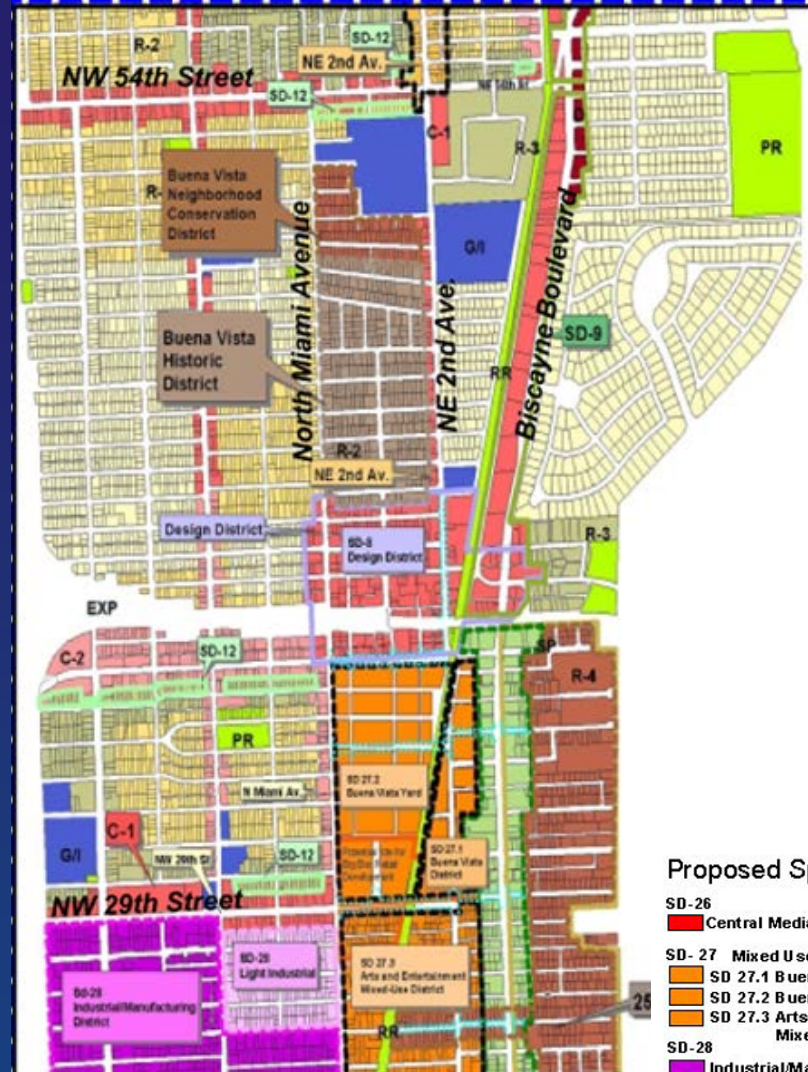 R-2
SD-12
NE 2nd Av.
NW 54th Street
SD-12
C-1
R-3
PR
Buena Vista
Neighborhood
Conservation
District
R-
G/I
North Miami Avenue
NE 2nd Ave.
Biscayne Boulevard
SD-9
Buena Vista
Historic
District
RR
R-2
NE 2nd Av.
Design District
SD-8
Design District
R-3
EXP
C-2
SD-12
SP
R-4
PR
N Miami Av.
SD 27.2
Buena Vista Yard
C-1
G/I
NW 29th St
SD-12
SD 27.1
Buena Vista
District
NW 29th Street
SD-28
Light Industrial
SD 27.3
Arts and Entertainment
Mixed-Use District
Industrial/Manufacturing
District
25
RR
Proposed Sp
SD-26
Central Media
SD- 27 Mixed Use
SD 27.1 Buen
SD 27.2 Buen
SD 27.3 Arts
Mixe
SD-28
Industrial/Ma